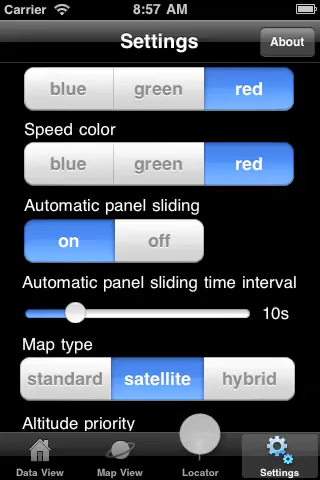 Carrier 8:57 AM
Settings About
blue green red
Speed color
blue green red
Automatic panel sliding
on off
Automatic panel sliding time interval
10s
Map type
standard satellite hybrid
Altitude priority
Data View Map View Locator Settings